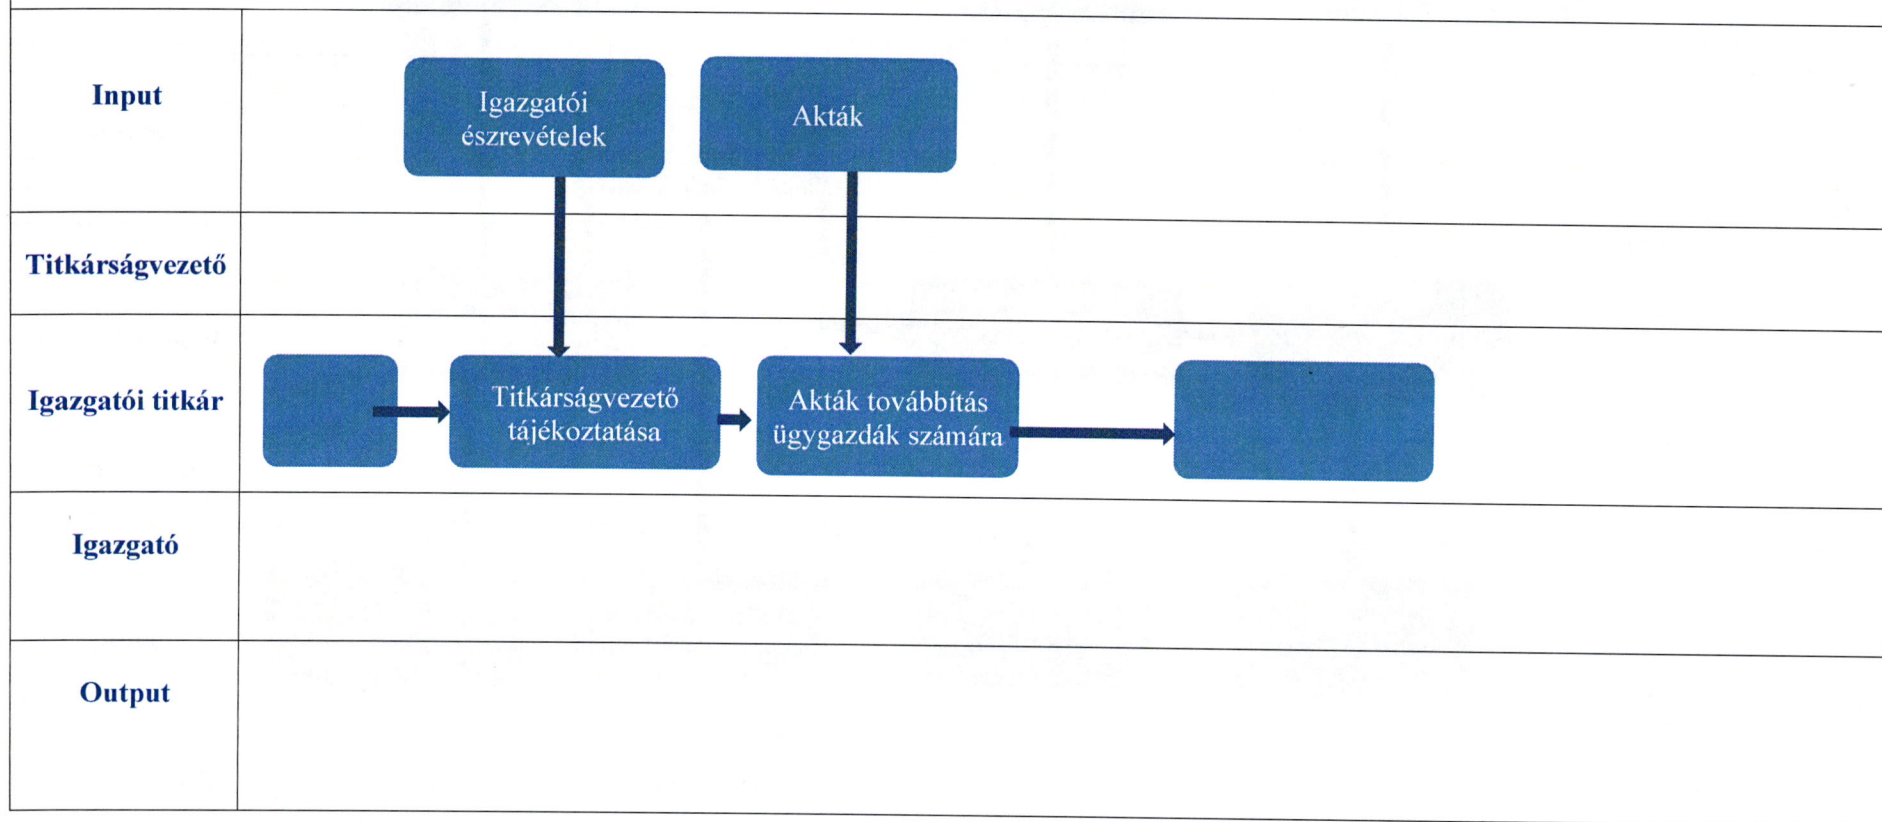 Input
Igazgatói
észrevételek
Akták
Titkárságvezető
Igazgatói titkár
Titkárságvezető
tájékoztatása
Akták továbbítás
ügygazdák számára
Igazgató
Output